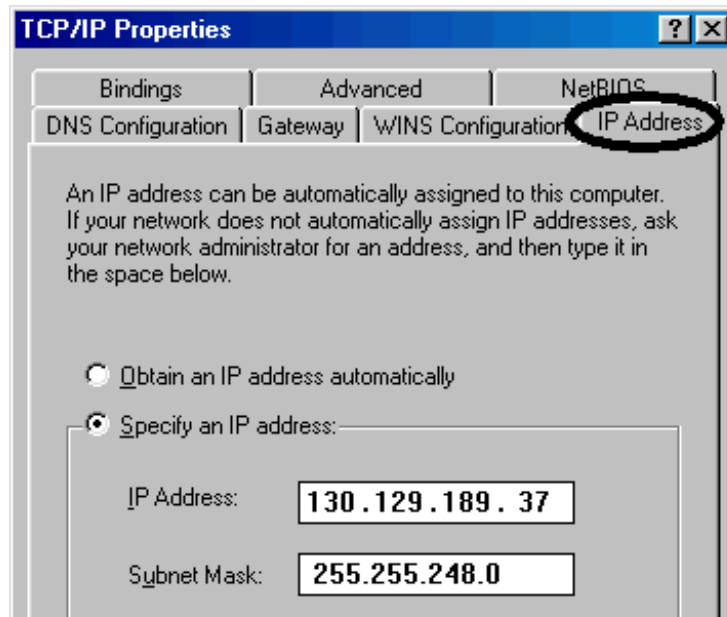 TCP/IP Properties
Bindings Advanced NetBIOS
DNS Configuration Gateway WINS Configuration IP Address
An IP address can be automatically assigned to this computer.
If your network does not automatically assign IP addresses, ask
your network administrator for an address, and then type it in
the space below.
Obtain an IP address automatically
Specify an IP address:
IP Address: 130.129.189. 37
Subnet Mask: 255.255.248.0